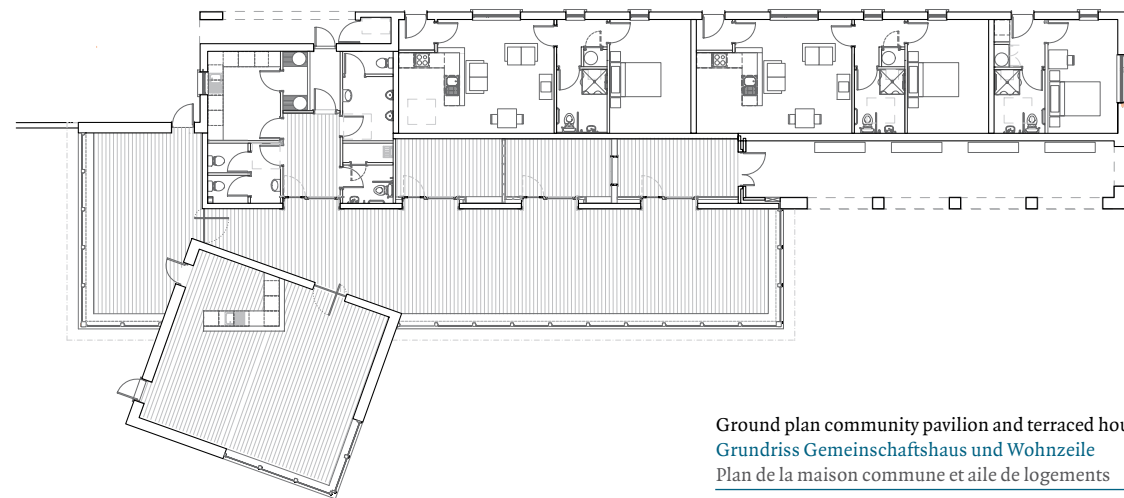 Ground plan community pavilion and terraced hou
Grundriss Gemeinschaftshaus und Wohnzeile
Plan de la maison commune et aile de logements